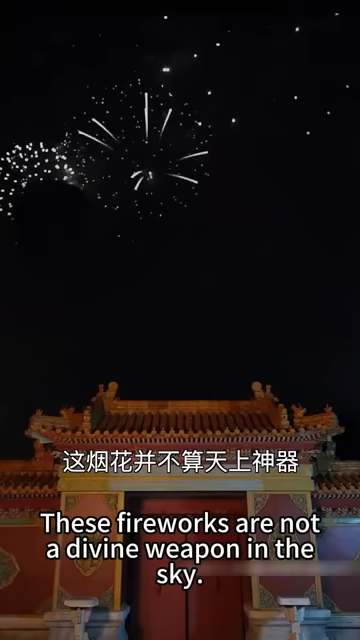 这烟花并不算天上神器
These fireworks are not
a divine weapon in the
sky.